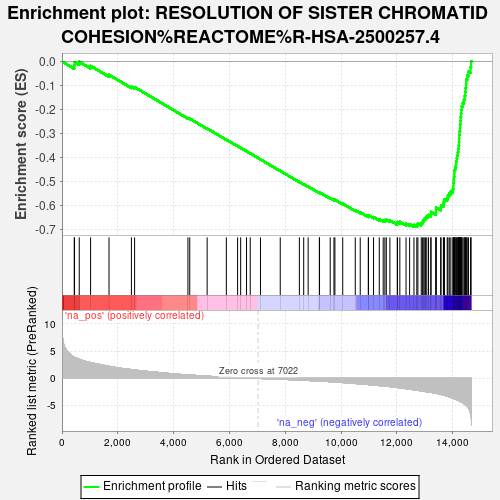 Enrichment plot: RESOLUTION OF SISTER CHROMATID
COHESION%REACTOME%R-HSA-2500257.4
Enrichment score (ES)
0.0
-0.1
-0.2
-0.3
-0.4
-0.5
-0.6
-0.7
Ranked list metric (PreRanked)
'na_pos' (positively correlated)
10
5
0
-5
Zero cross at 7022
'na_neg' (negatively correlated)
0
2,000
4,000
6,000
8,000
10,000
12,000
14,000
Rank in Ordered Dataset
Enrichment profile
Hits
Ranking metric scores